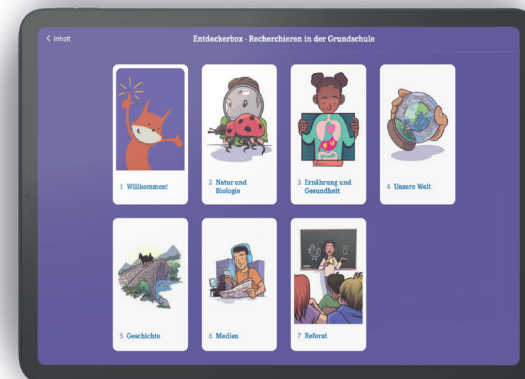 < Inhalt
Entdeckerbox - Recherchieren in der Grundschule
1 Willkommen!
2 Natur und
Biologie
3 Ernährung und
Gesundheit
4 Unsere Welt
5 Geschichte
6 Medien
7 Referat